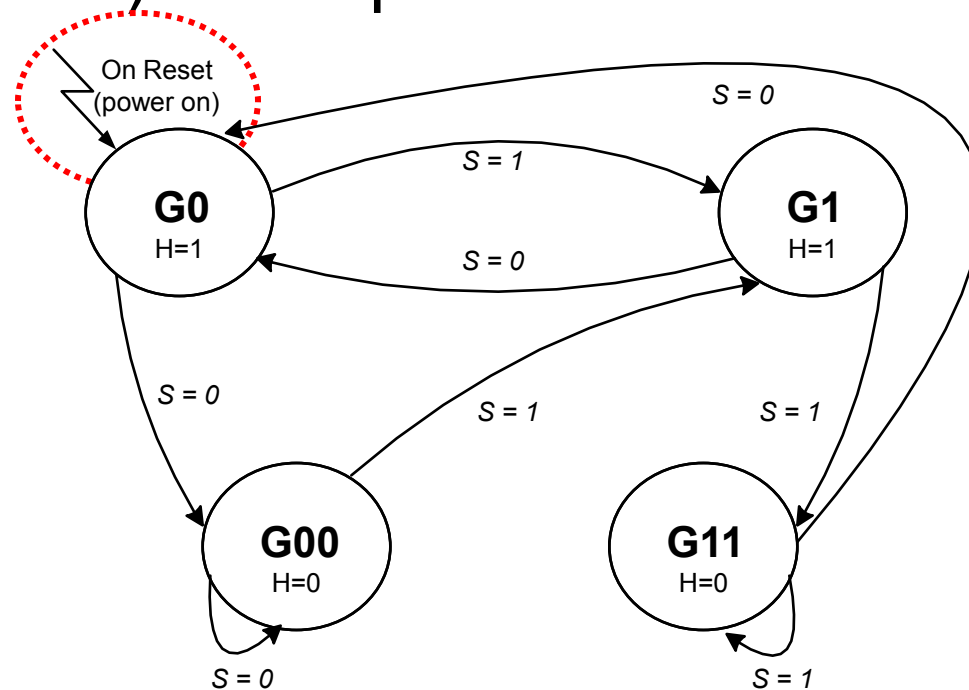 On Reset
(power on)
S = 0
S = 1
G0
H=1
G1
H=1
S = 0
S = 0
S = 1
S = 1
G00
H=0
G11
H=0
S = 0
S = 1